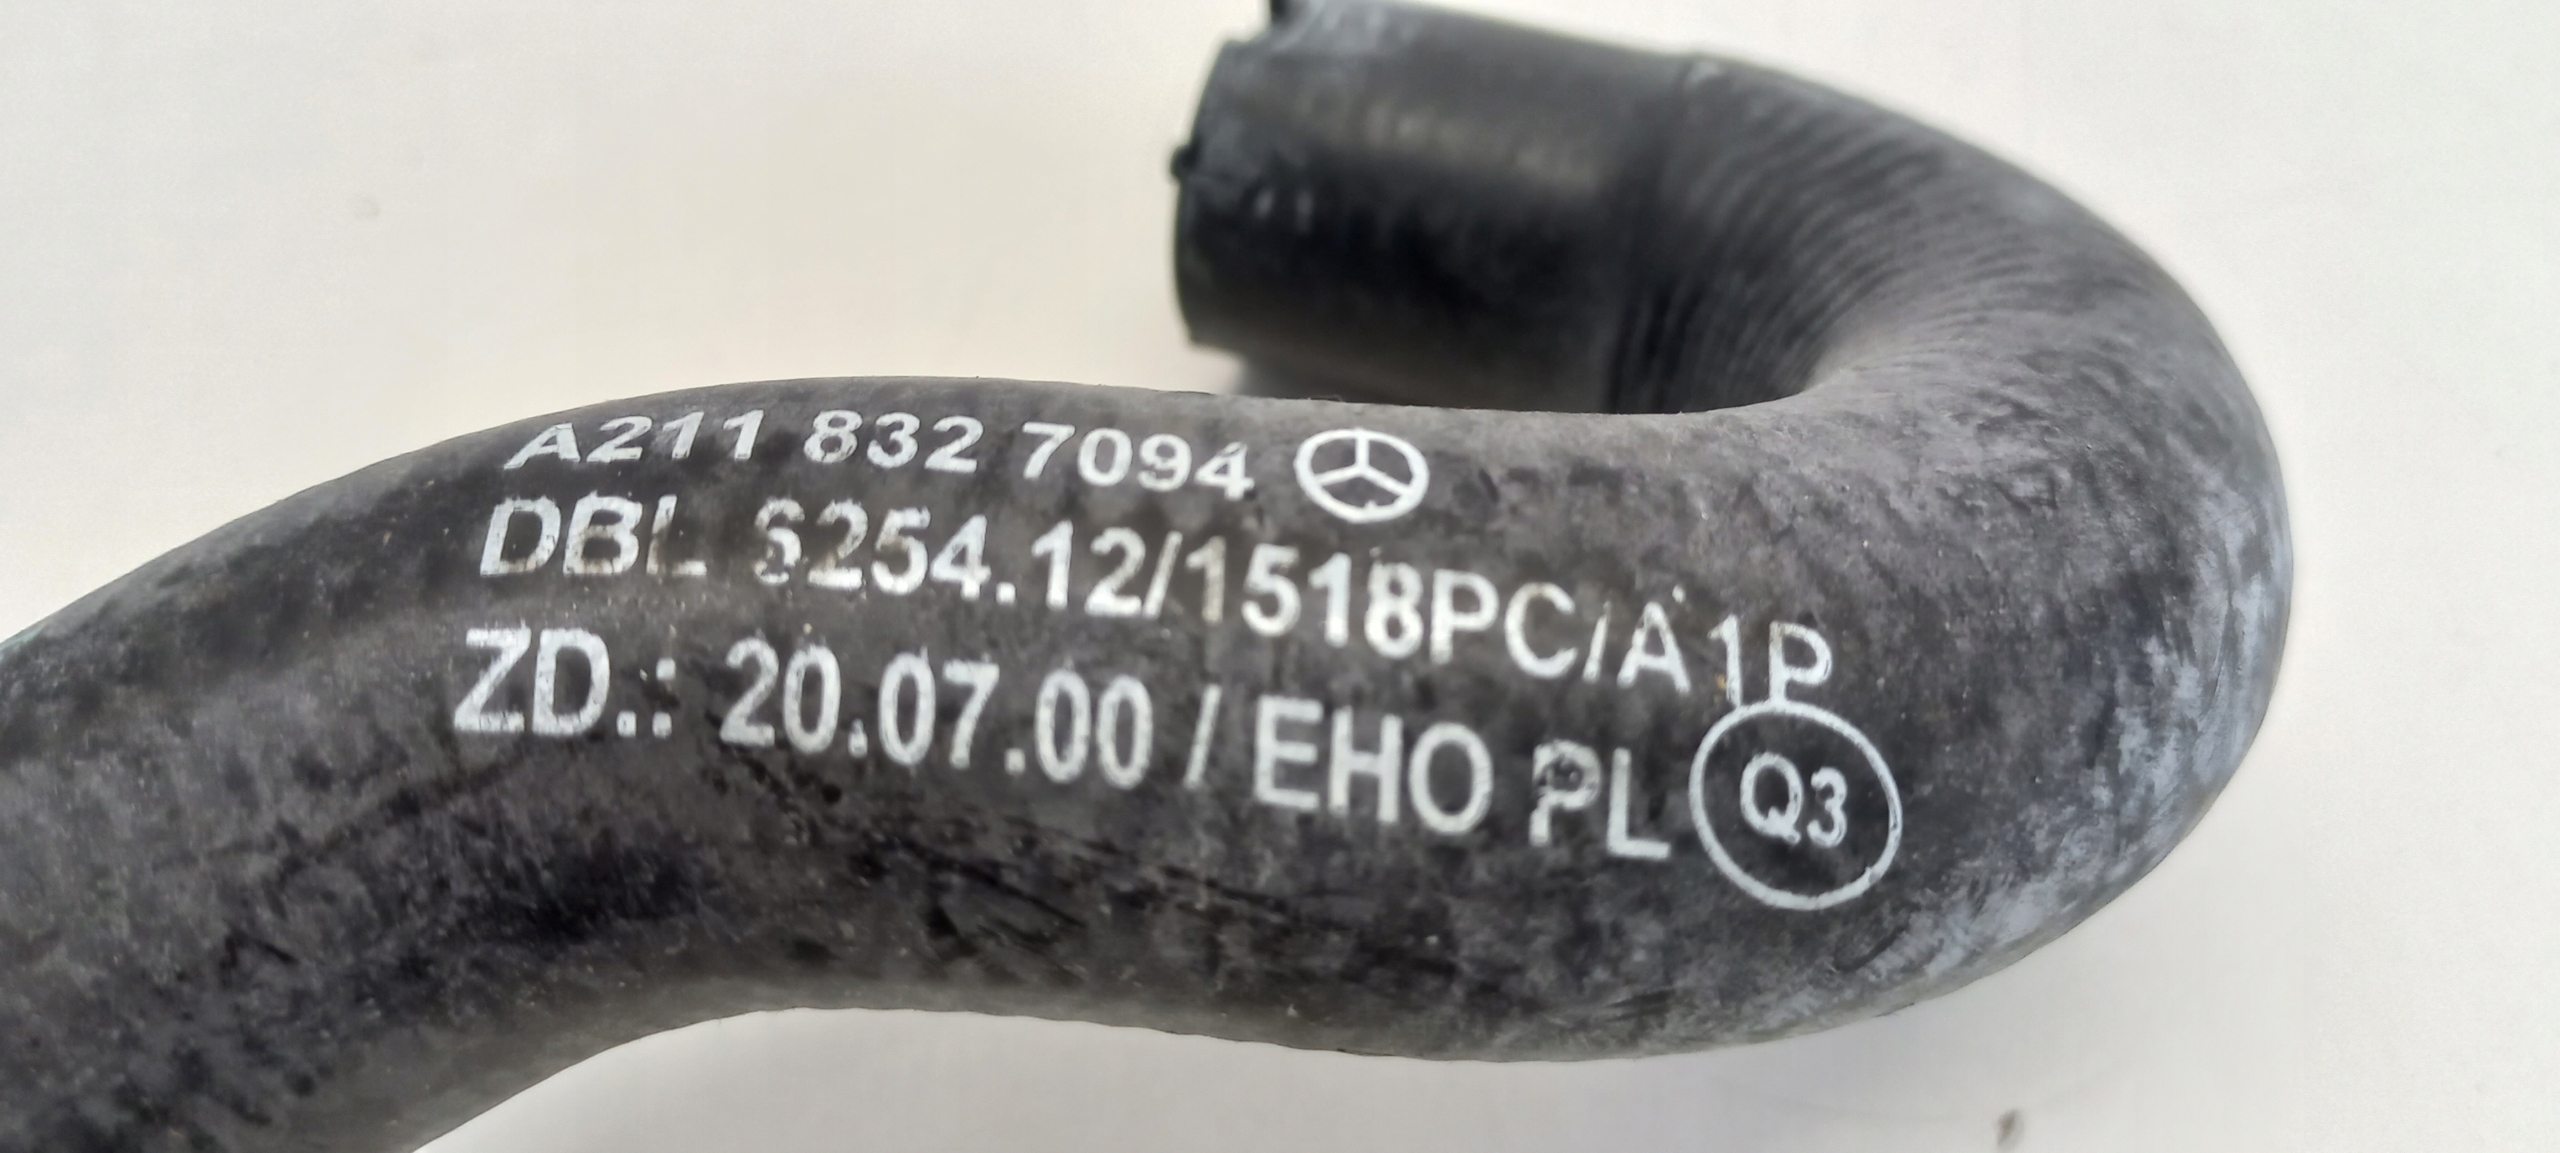 A211 832 7094
DBL 6254.12/1518PC/A1P
ZD.: 20.07.00 / EHO PL Q3